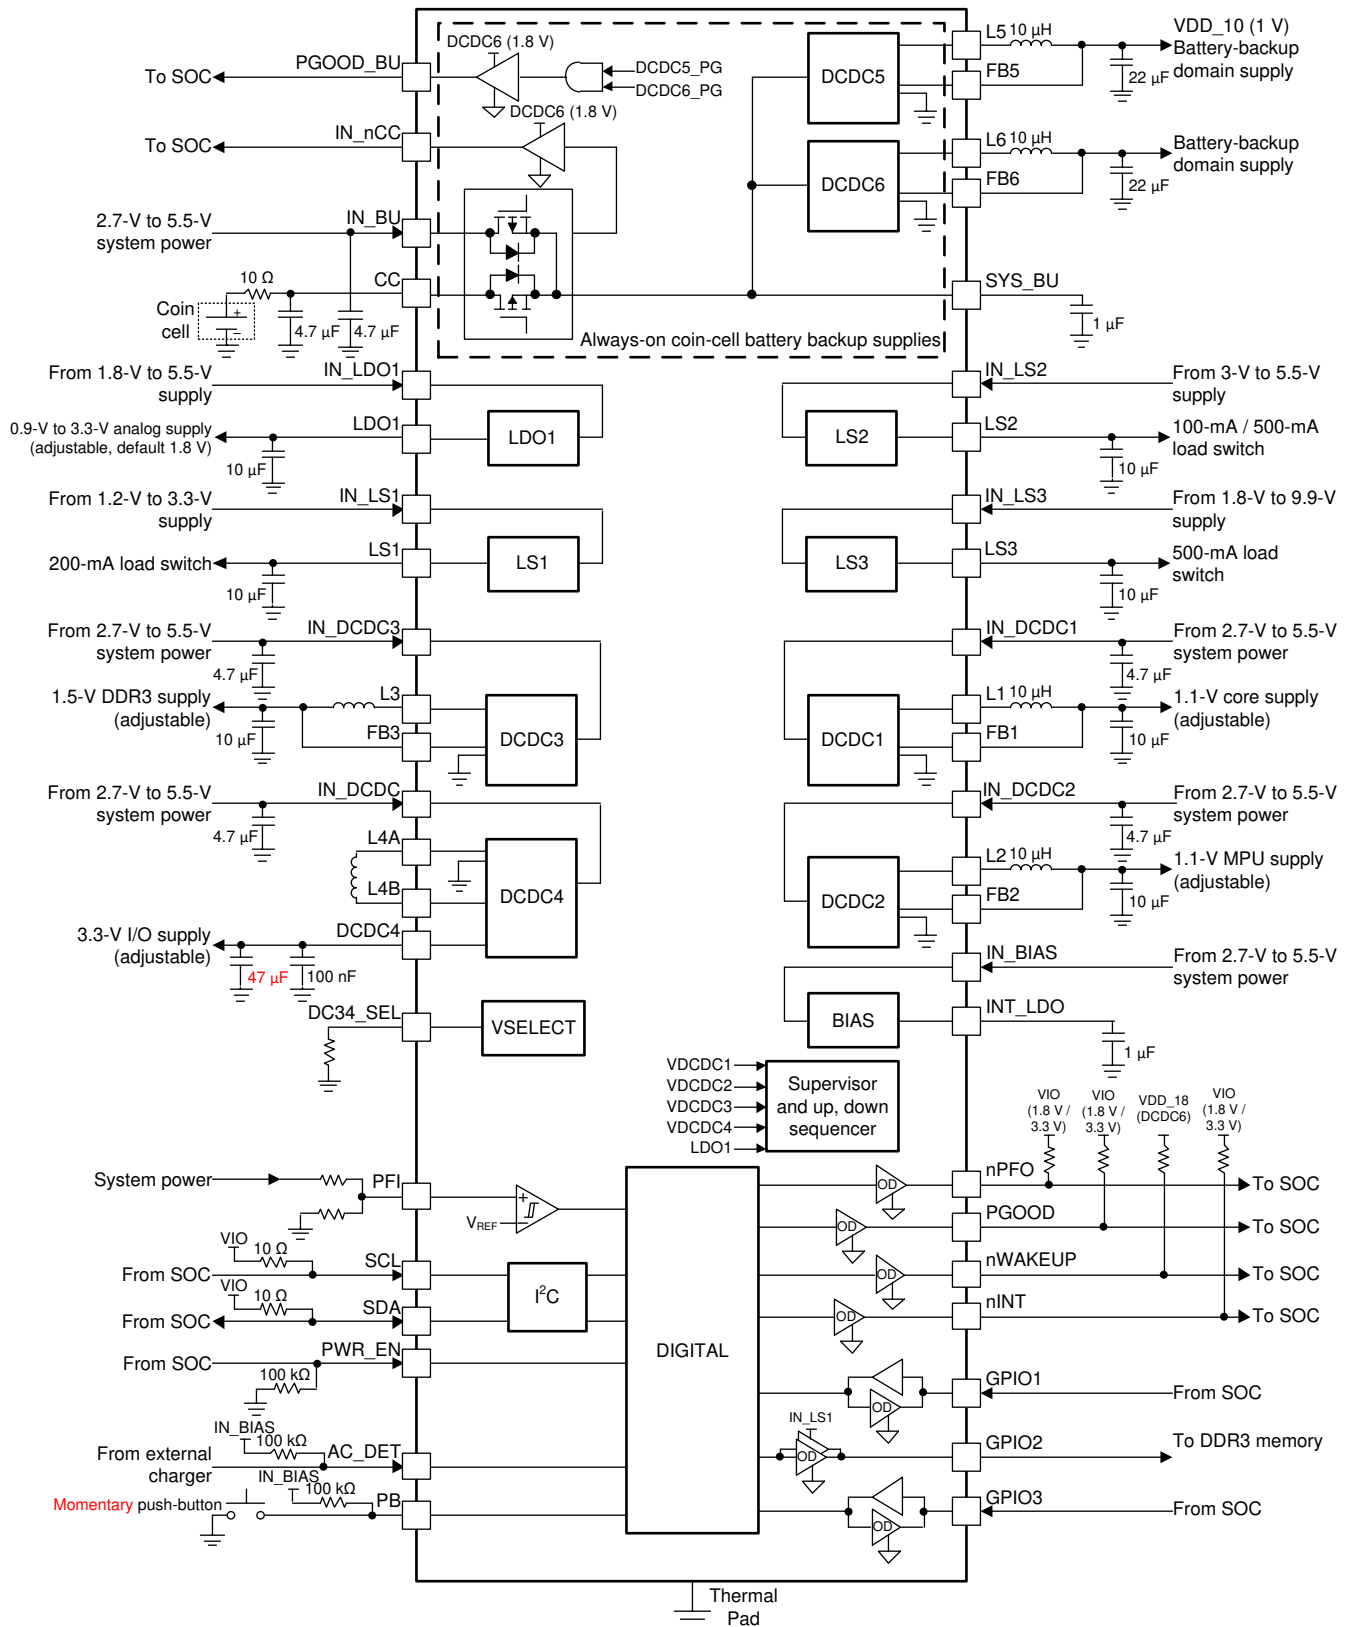 PGOOD_BU
To SOC
DCDC6 (1.8 V)
DCDC5_PG
DCDC6_PG
DCDC5
L5
10 µH
FB5
22 µF
VDD_10 (1 V)
Battery-backup
domain supply
IN_nCC
To SOC
DCDC6 (1.8 V)
DCDC6
L6
10 µH
FB6
22 µF
Battery-backup
domain supply
2.7-V to 5.5-V
system power
IN_BU
CC
10 Ω
Coin
cell
+
–
4.7 µF
4.7 µF
SYS_BU
1 µF
Always-on coin-cell battery backup supplies
From 1.8-V to 5.5-V
supply
IN_LDO1
0.9-V to 3.3-V analog supply
(adjustable, default 1.8 V)
LDO1
10 µF
LDO1
IN_LS2
From 3-V to 5.5-V
supply
LS2
LS2
100-mA / 500-mA
load switch
10 µF
From 1.2-V to 3.3-V
supply
IN_LS1
200-mA load switch
LS1
10 µF
LS1
IN_LS3
From 1.8-V to 9.9-V
supply
LS3
LS3
500-mA load
switch
10 µF
From 2.7-V to 5.5-V
system power
IN_DCDC3
4.7 µF
1.5-V DDR3 supply
(adjustable)
L3
FB3
10 µF
DCDC3
IN_DCDC1
From 2.7-V to 5.5-V
system power
4.7 µF
DCDC1
L1
10 µH
FB1
10 µF
1.1-V core supply
(adjustable)
From 2.7-V to 5.5-V
system power
IN_DCDC
4.7 µF
L4A
L4B
DCDC4
3.3-V I/O supply
(adjustable)
DCDC4
47 µF
100 nF
IN_DCDC2
From 2.7-V to 5.5-V
system power
4.7 µF
DCDC2
L2
10 µH
FB2
10 µF
1.1-V MPU supply
(adjustable)
DC34_SEL
VSELECT
IN_BIAS
From 2.7-V to 5.5-V
system power
BIAS
INT_LDO
1 µF
VDCDC1
VDCDC2
VDCDC3
VDCDC4
LDO1
Supervisor
and up, down
sequencer
VIO
(1.8 V /
3.3 V)
VIO
(1.8 V /
3.3 V)
VDD_18
(DCDC6)
VIO
(1.8 V /
3.3 V)
System power
PFI
VREF
+
–
VIO
10 Ω
From SOC
SCL
VIO
10 Ω
From SOC
SDA
I2C
From SOC
PWR_EN
100 kΩ
IN_BIAS
100 kΩ
From external
charger
AC_DET
IN_BIAS
100 kΩ
Momentary push-button
PB
DIGITAL
OD
nPFO
To SOC
OD
PGOOD
To SOC
OD
nWAKEUP
To SOC
OD
nINT
To SOC
OD
GPIO1
From SOC
IN_LS1
OD
GPIO2
To DDR3 memory
OD
GPIO3
From SOC
Thermal
Pad